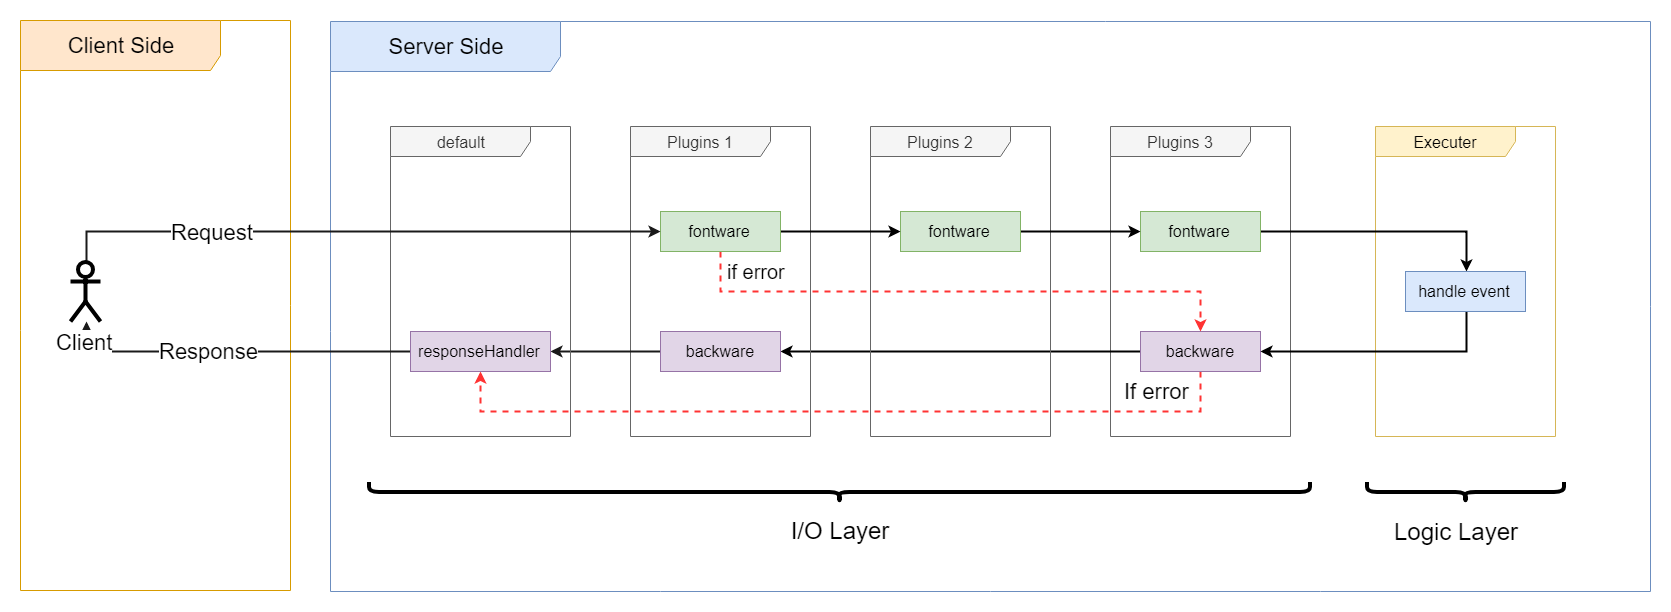 Client Side
Server Side
default
Plugins 1
Plugins 2
Plugins 3
Executer
Request
fontware
fontware
fontware
if error
handle event
Client
Response
responseHandler
backware
backware
If error
I/O Layer
Logic Layer